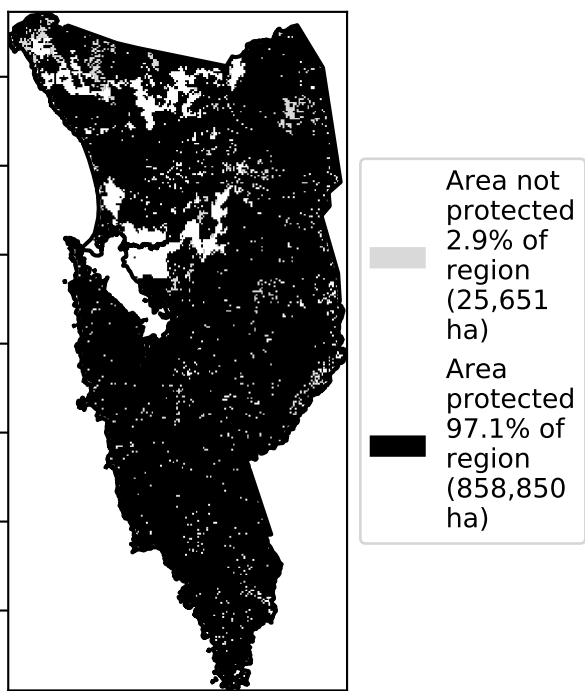 Area not
protected
2.9% of
region
(25,651
ha)
Area
protected
97.1% of
region
(858,850
ha)